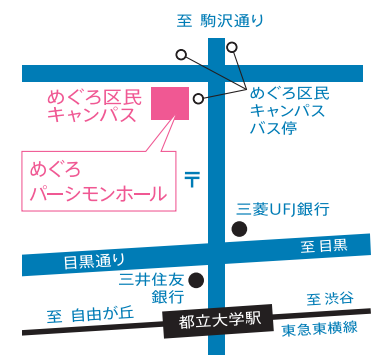 至 駒沢通り
めぐろ区民
キャンパス
めぐろ区民
キャンパス
バス停
めぐろ
パーシモンホール
〒
三菱UFJ銀行
目黒通り
至 目黒
三井住友
銀行
至 自由が丘
都立大学駅
至 渋谷
東急東横線